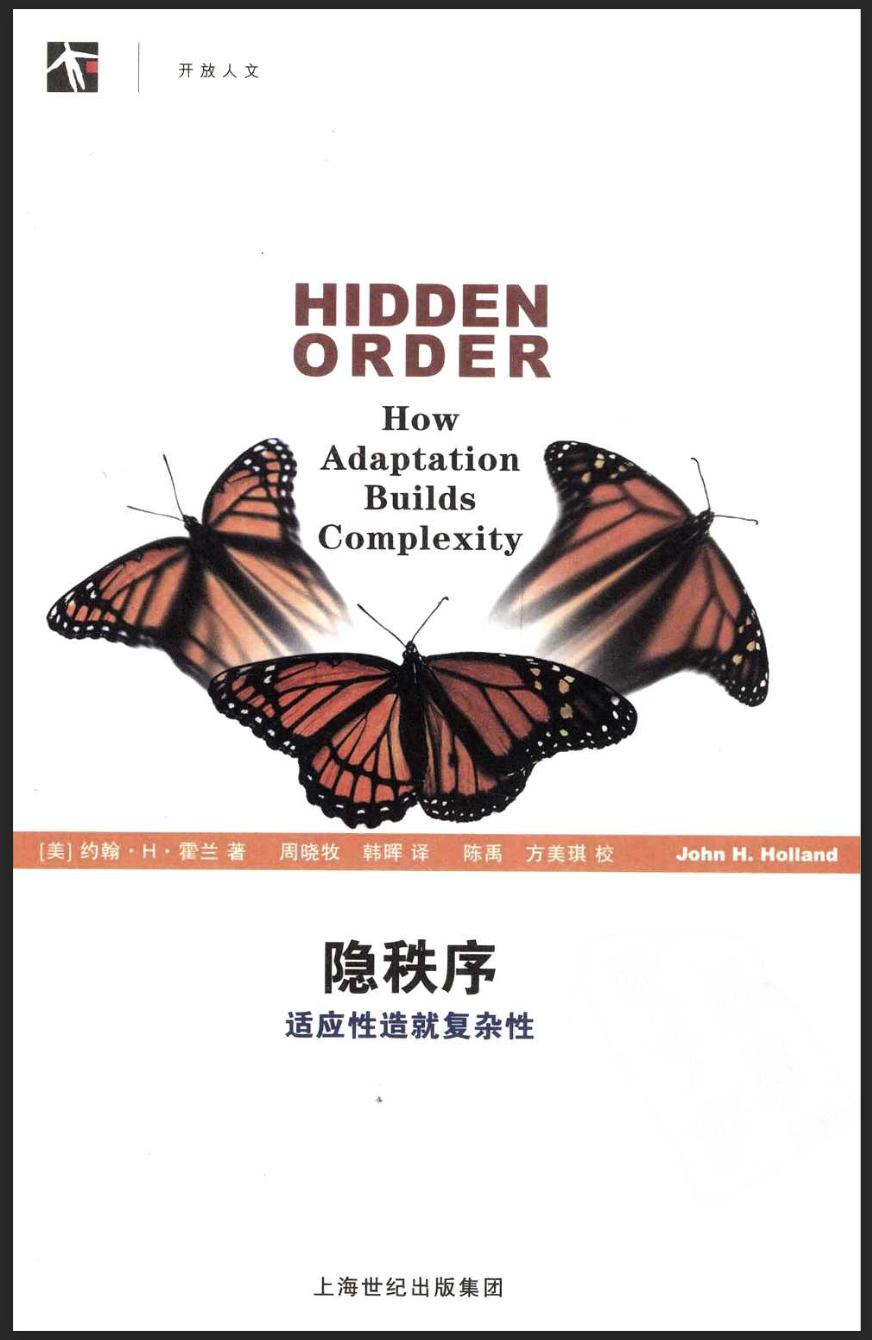 开放人文
HIDDEN
ORDER
How
Adaptation
Builds
Complexity
[美] 约翰·H·霍兰 著 周晓牧 韩晖 译 陈禹 方美琪 校 John H. Holland
隐秩序
适应性造就复杂性
上海世纪出版集团